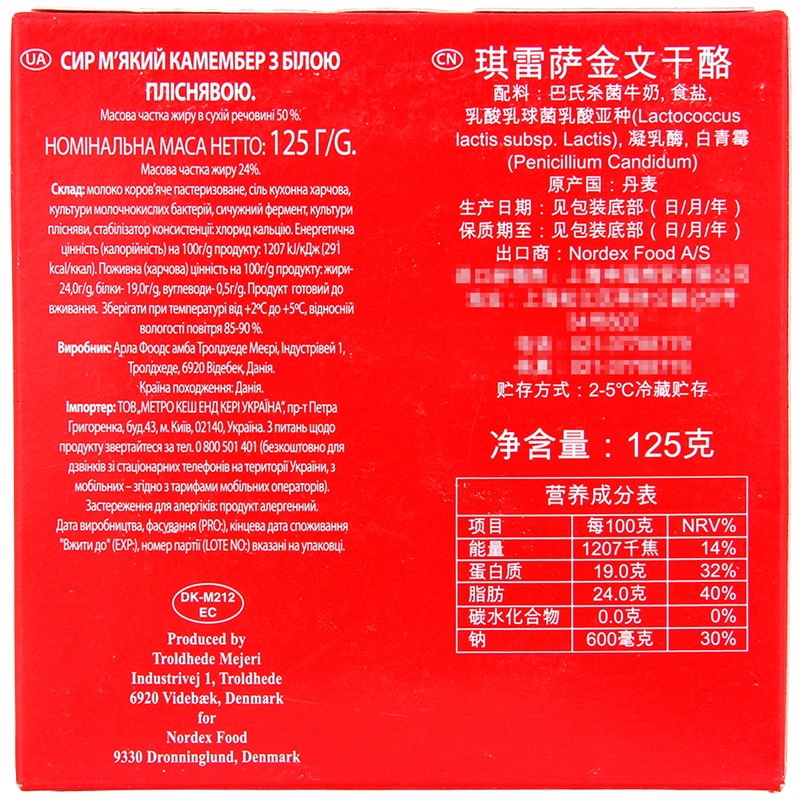 UA
СИР М'ЯКИЙ КАМЕМБЕР З БІЛОЮ
ПЛІСНЯВОЮ.
Масова частка жиру в сухій речовині 50 %.
НОМІНАЛЬНА МАСА НЕТТО: 125 Г/G.
Масова частка жиру 24%.
Склад: молоко коров'яче пастеризоване, сіль кухонна харчова,
культури молочнокислих бактерій, сичужний фермент, культури
плісняви, стабілізатор консистенції: хлорид кальцію. Енергетична
цінність (калорійність) на 100г/g продукту: 1207 kJ/кДж (291
kcal/ккал). Поживна (харчова) цінність на 100г/g продукту: жири-
24,0г/g, білки- 19,0г/g, вуглеводи- 0,5г/g. Продукт готовий до
вживання. Зберігати при температурі від +2°С до +5°С, відносній
вологості повітря 85-90 %.
Виробник: Арла Фоодс амба Тролдхеде Меєрі, Індустрівей 1,
Тролдхеде, 6920 Відебек, Данія.
Країна походження: Данія.
Імпортер: ТОВ „МЕТРО КЕШ ЕНД КЕРІ УКРАЇНА", пр-т Петра
Григоренка, буд.43, м. Київ, 02140, Україна. З питань щодо
продукту звертайтеся за тел. 0 800 501 401 (безкоштовно для
дзвінків зі стаціонарних телефонів на території України, з
мобільних – згідно з тарифами мобільних операторів).
Застереження для алергіків: продукт алергенний.
Дата виробництва, фасування (PRO:), кінцева дата споживання
"Вжити до" (EXP:), номер партії (LOTE NO:) вказані на упаковці.
DK-M212
EC
Produced by
Troldhede Mejeri
Industrivej 1, Troldhede
6920 Videbæk, Denmark
for
Nordex Food
9330 Dronninglund, Denmark
CN
琪雷萨金文干酪
配料：巴氏杀菌牛奶, 食盐,
乳酸乳球菌乳酸亚种(Lactococcus
lactis subsp. Lactis), 凝乳酶, 白青霉
(Penicillium Candidum)
原产国：丹麦
生产日期：见包装底部（日/月/年）
保质期至：见包装底部（日/月/年）
出口商：Nordex Food A/S
贮存方式：2-5℃冷藏贮存
净含量：125克
营养成分表
项目 每100克 NRV%
能量 1207千焦 14%
蛋白质 19.0克 32%
脂肪 24.0克 40%
碳水化合物 0.0克 0%
钠 600毫克 30%